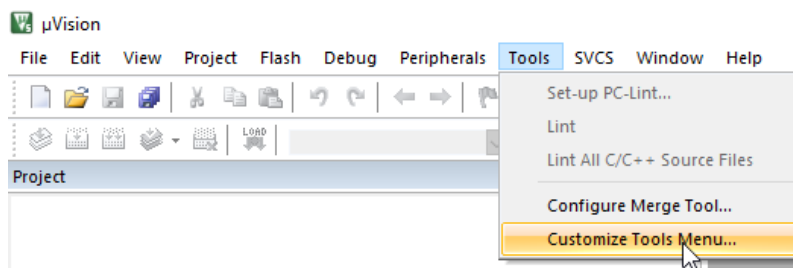 µVision
File Edit View Project Flash Debug Peripherals Tools SVCS Window Help
Set-up PC-Lint...
Lint
LOAD
Lint All C/C++ Source Files
Project
Configure Merge Tool...
Customize Tools Menu...